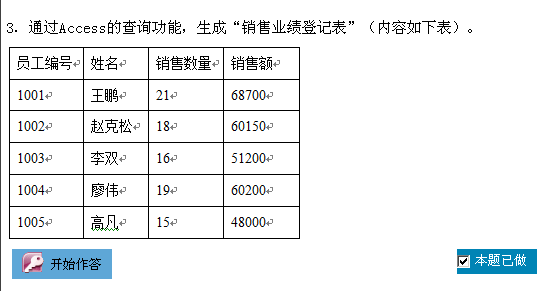 3. 通过Access的查询功能，生成“销售业绩登记表”（内容如下表）。
员工编号 姓名 销售数量 销售额
1001 王鹏 21 68700
1002 赵克松 18 60150
1003 李双 16 51200
1004 廖伟 19 60200
1005 高凡 15 48000
开始作答 本题已做